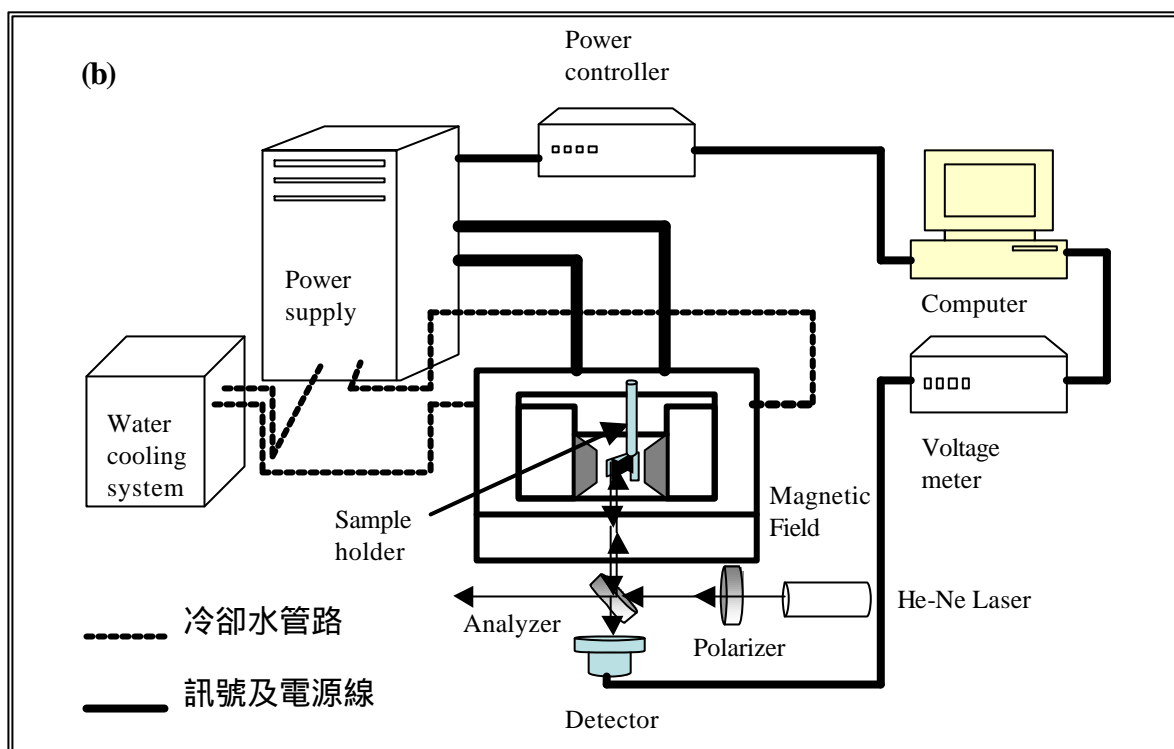 (b)
Power
controller
Power
supply
Computer
Water
cooling
system
Voltage
meter
Magnetic
Field
Sample
holder
He-Ne Laser
Analyzer
Polarizer
冷卻水管路
訊號及電源線
Detector